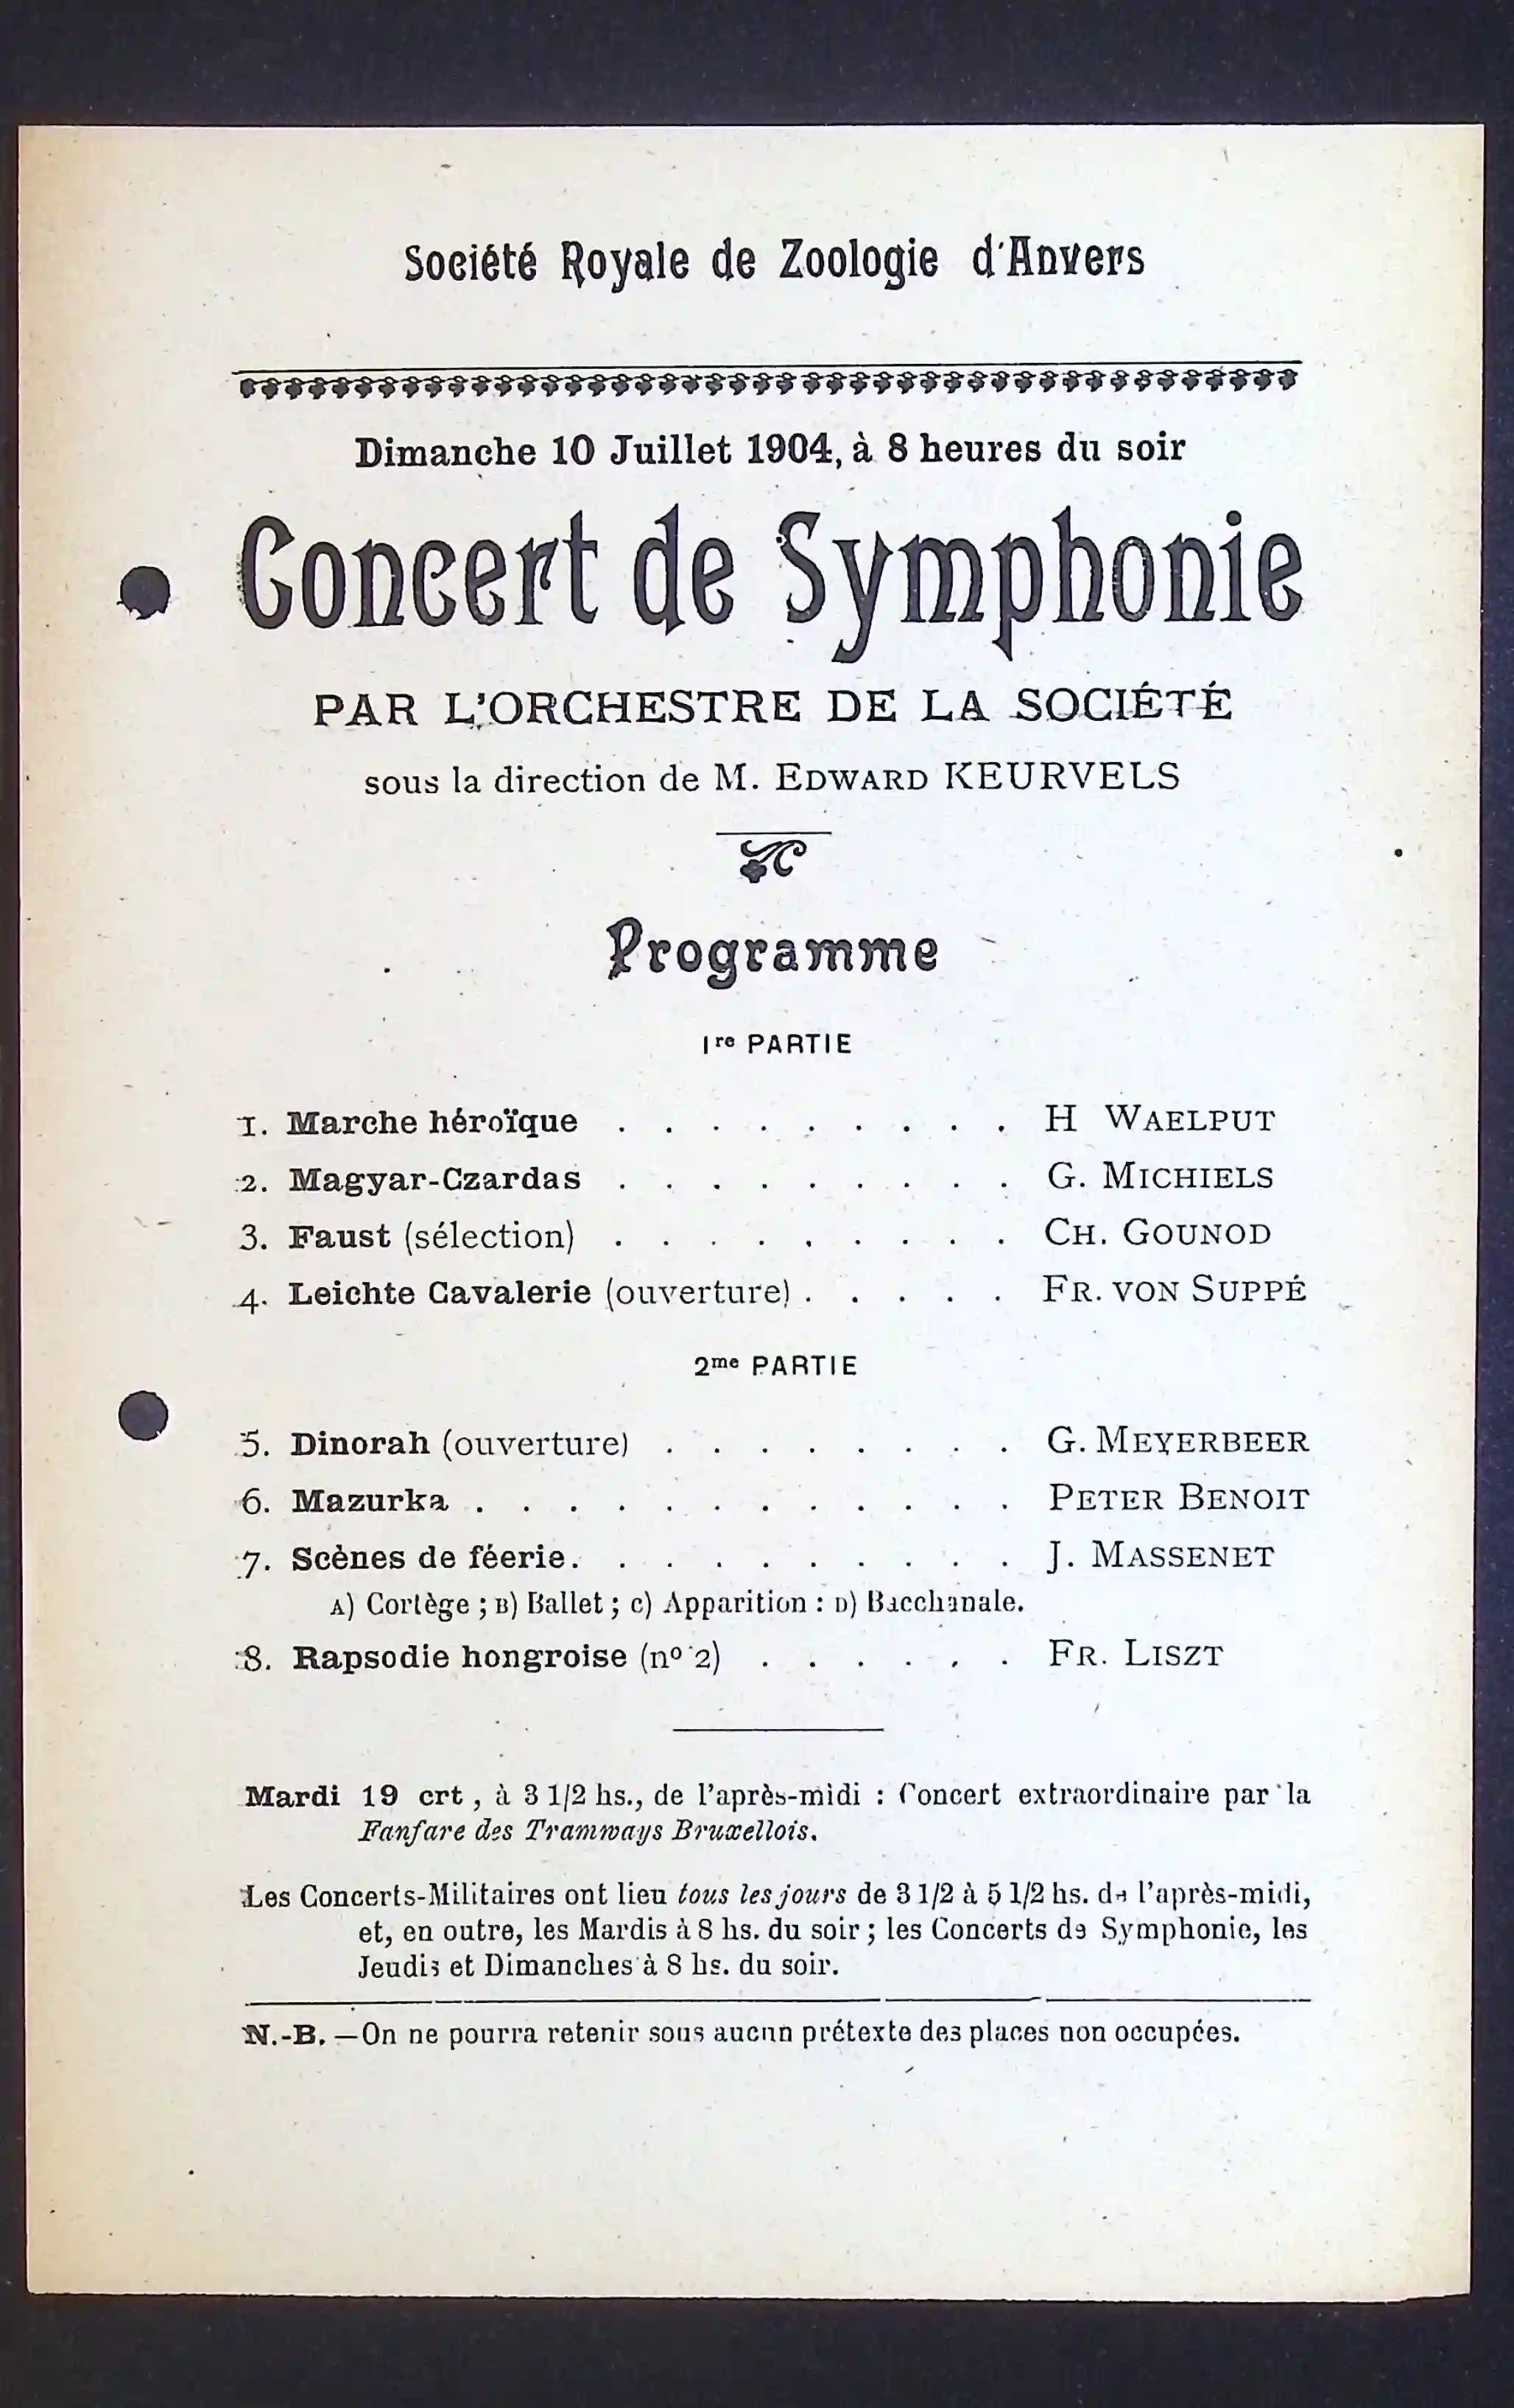 Société Royale de Zoologie d'Anvers
Dimanche 10 Juillet 1904, à 8 heures du soir
Concert de Symphonie
PAR L'ORCHESTRE DE LA SOCIÉTÉ
sous la direction de M. EDWARD KEURVELS
Programme
1re PARTIE
1. Marche héroïque . . . . . . . . . H WAELPUT
2. Magyar-Czardas . . . . . . . . . G. MICHIELS
3. Faust (sélection) . . . . . . . . . CH. GOUNOD
4. Leichte Cavalerie (ouverture) . . . . . FR. VON SUPPÉ
2me PARTIE
5. Dinorah (ouverture) . . . . . . . . G. MEYERBEER
6. Mazurka . . . . . . . . . . . . PETER BENOIT
7. Scènes de féerie. . . . . . . . . . J. MASSENET
A) Cortège ; B) Ballet ; C) Apparition : D) Bacchanale.
8. Rapsodie hongroise (no 2) . . . . . . FR. LISZT
Mardi 19 crt , à 3 1/2 hs., de l'après-midi : Concert extraordinaire par la
Fanfare des Tramways Bruxellois.
Les Concerts-Militaires ont lieu tous les jours de 3 1/2 à 5 1/2 hs. de l'après-midi,
et, en outre, les Mardis à 8 hs. du soir ; les Concerts de Symphonie, les
Jeudis et Dimanches à 8 hs. du soir.
N.-B. — On ne pourra retenir sous aucun prétexte des places non occupées.